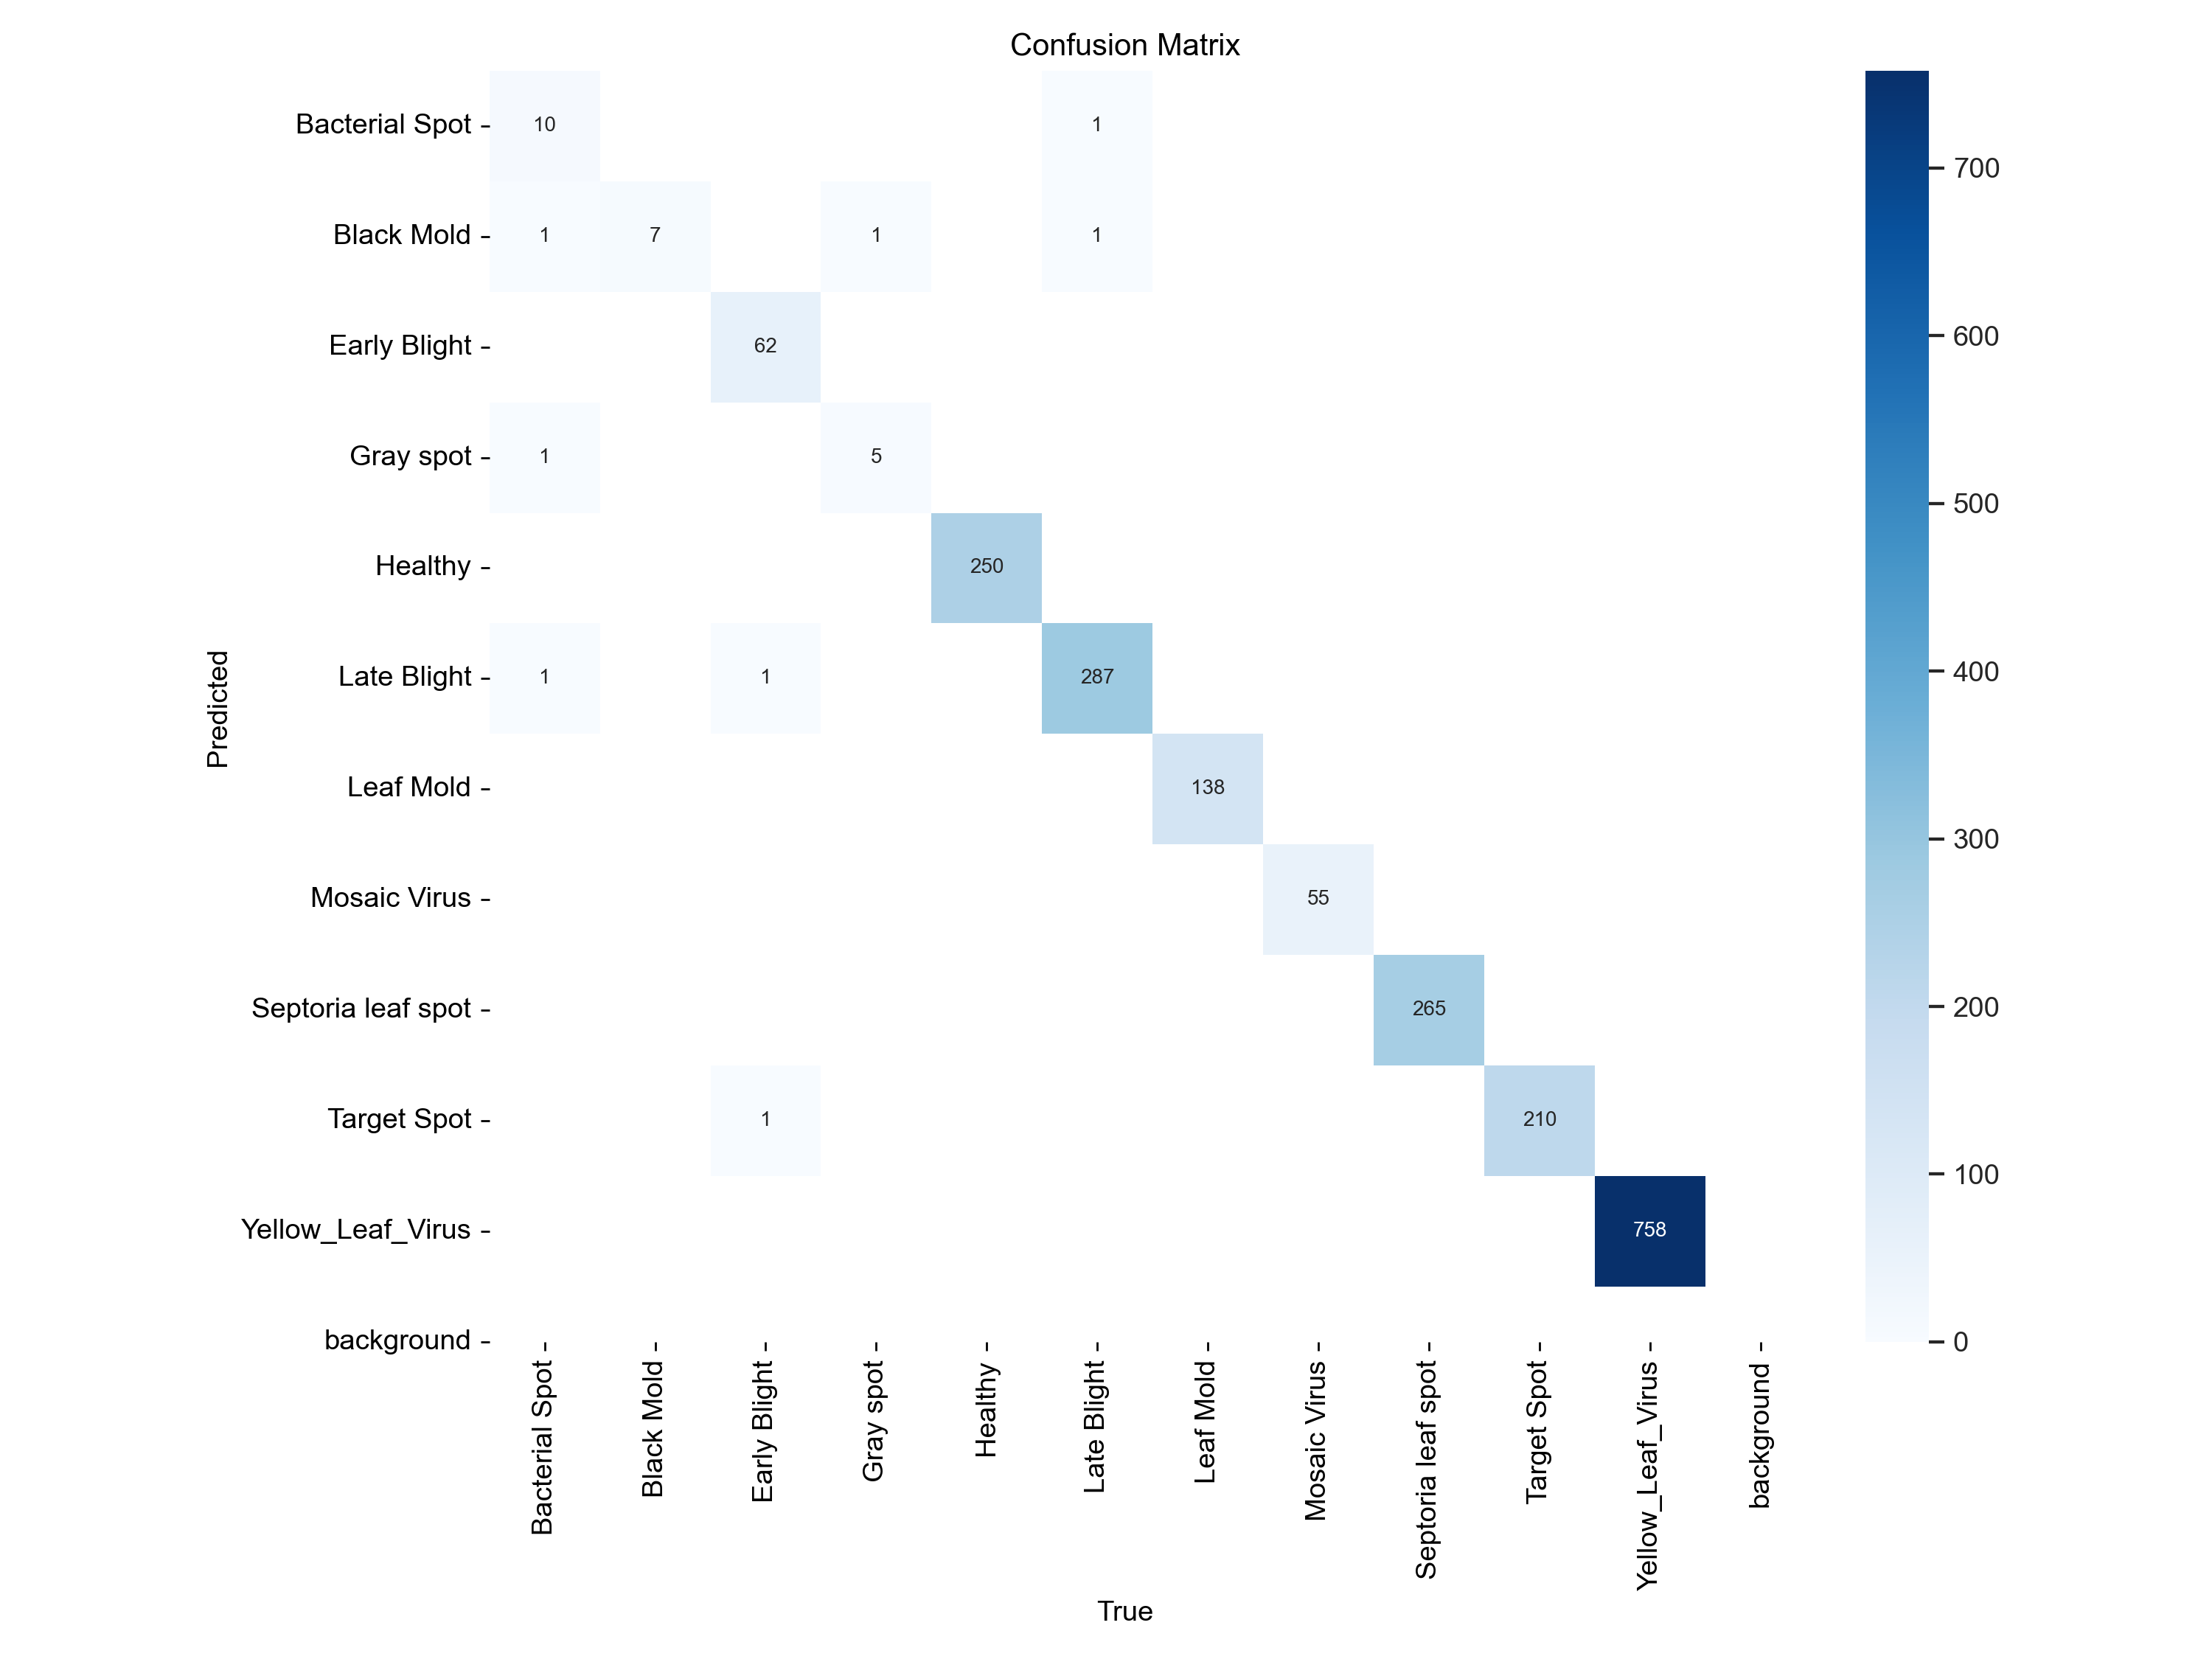 Confusion Matrix
Bacterial Spot 10 1
Black Mold 1 7 1 1
Early Blight 62
Gray spot 1 5
Healthy 250
Late Blight 1 1 287
Leaf Mold 138
Mosaic Virus 55
Septoria leaf spot 265
Target Spot 1 210
Yellow_Leaf_Virus 758
background
Predicted
Bacterial Spot
Black Mold
Early Blight
Gray spot
Healthy
Late Blight
Leaf Mold
Mosaic Virus
Septoria leaf spot
Target Spot
Yellow_Leaf_Virus
background
True
700
600
500
400
300
200
100
0